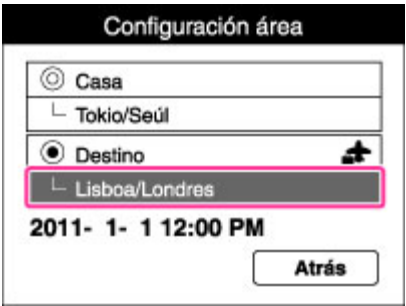 Configuración área
Casa
Tokio/Seúl
Destino
Lisboa/Londres
2011- 1- 1 12:00 PM
Atrás